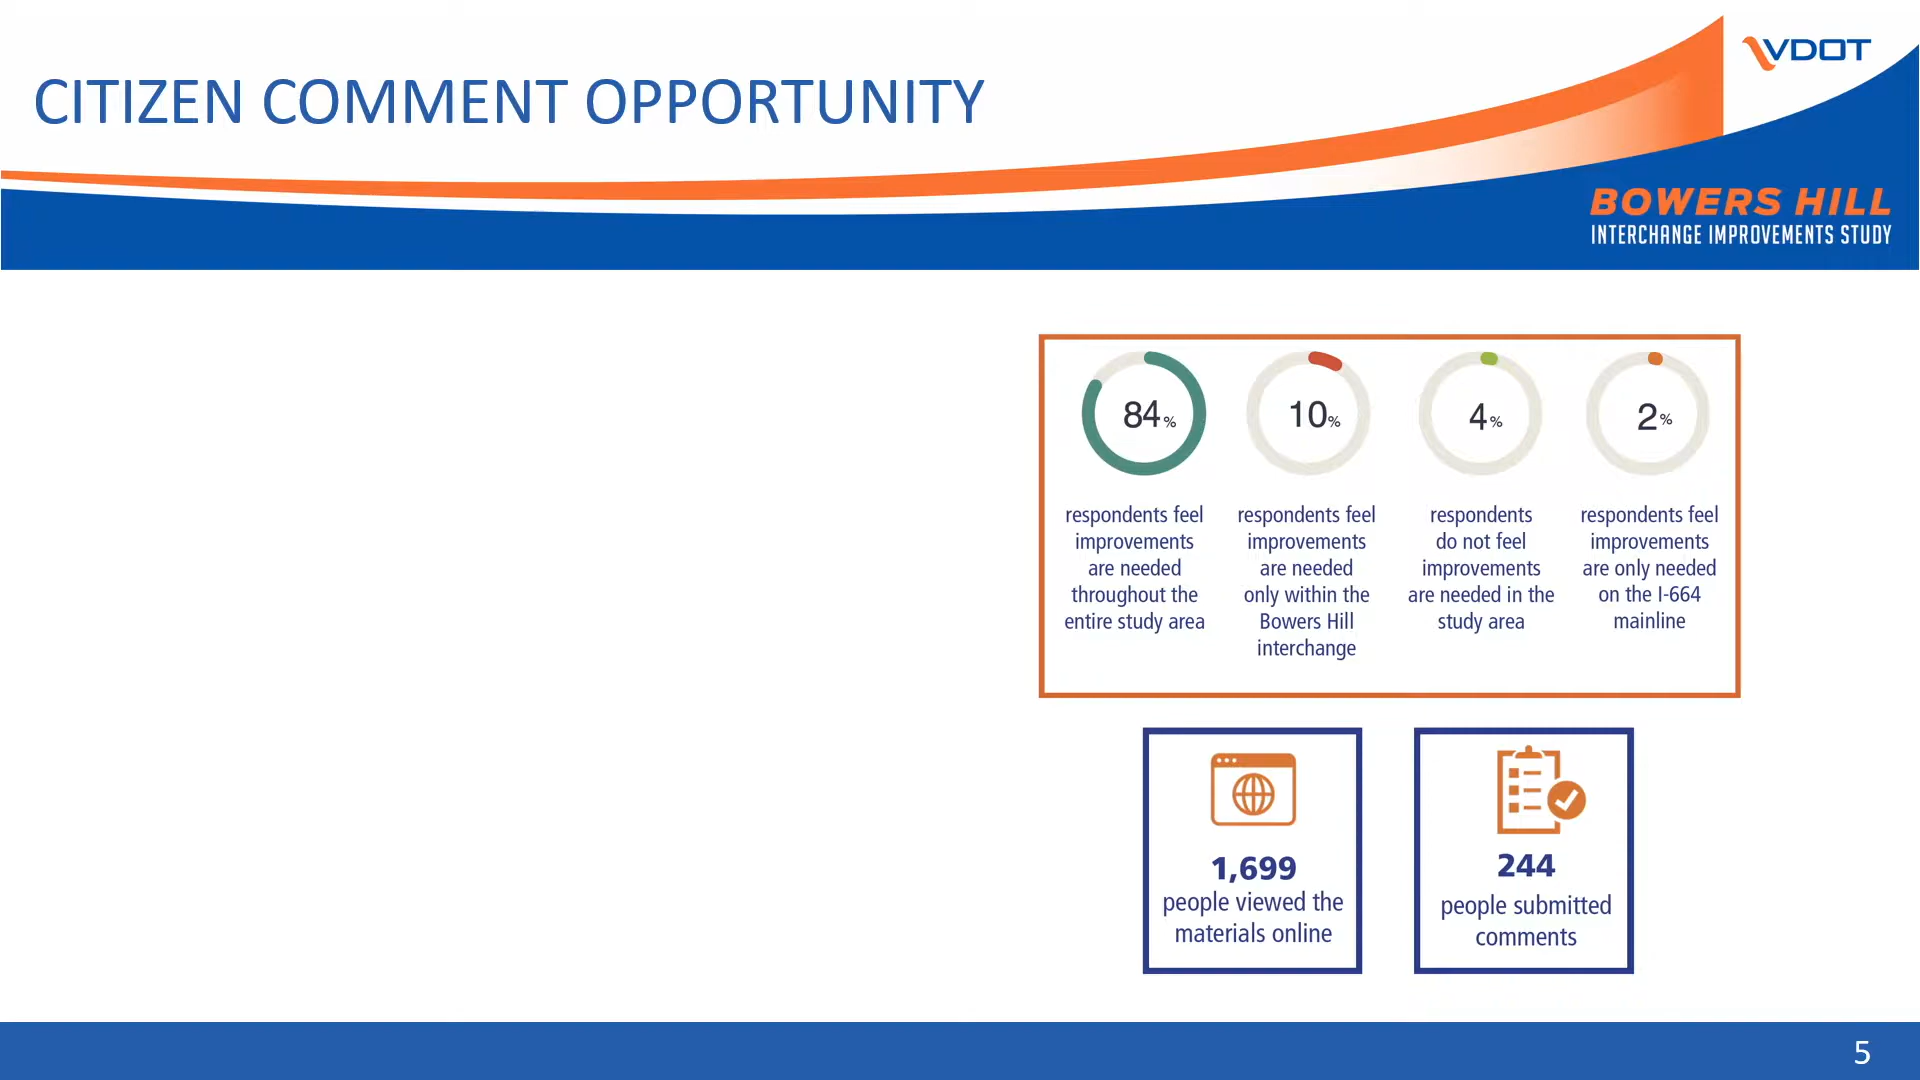 CITIZEN COMMENT OPPORTUNITY
VDOT
BOWERS HILL
INTERCHANGE IMPROVEMENTS STUDY
84%
respondents feel
improvements
are needed
throughout the
entire study area
10%
respondents feel
improvements
are needed
only within the
Bowers Hill
interchange
4%
respondents
do not feel
improvements
are needed in the
study area
2%
respondents feel
improvements
are only needed
on the I-664
mainline
1,699
people viewed the
materials online
244
people submitted
comments
5